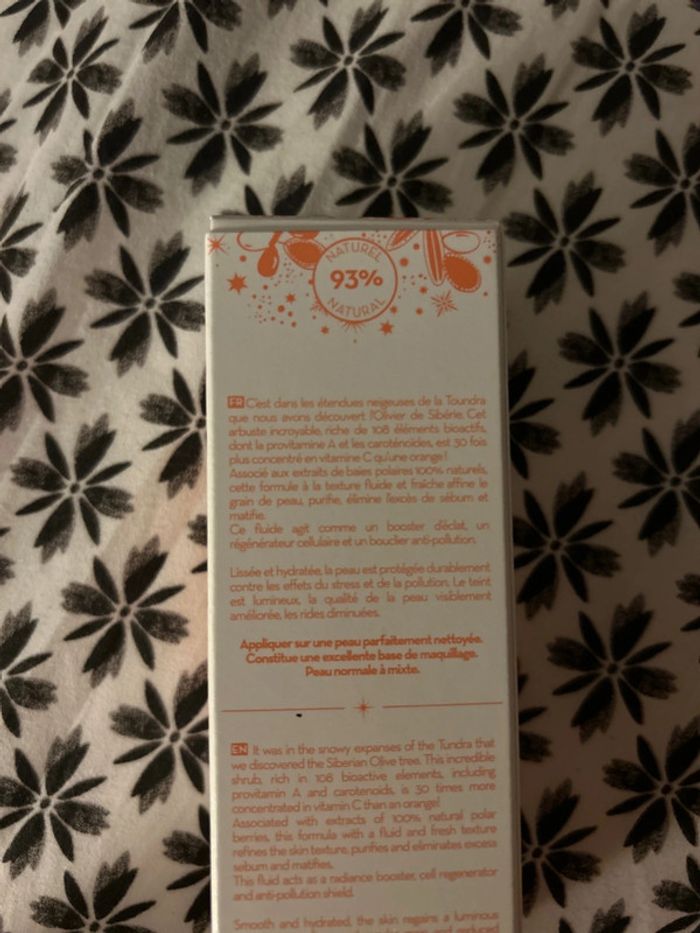 NATUREL
93%
NATURAL
FR C'est dans les étendues neigeuses de la Toundra
que nous avons découvert l'Olivier de Sibérie. Cet
arbuste incroyable, riche de 108 éléments bioactifs,
dont la provitamine A et les caroténoïdes, est 30 fois
plus concentré en vitamine C qu'une orange !
Associé aux extraits de baies polaires 100% naturels,
cette formule à la texture fluide et fraîche affine le
grain de peau, purifie, élimine l'excès de sébum et
matifie.
Ce fluide agit comme un booster d'éclat, un
régénérateur cellulaire et un bouclier anti-pollution.
Lissée et hydratée, la peau est protégée durablement
contre les effets du stress et de la pollution. Le teint
est lumineux, la qualité de la peau visiblement
améliorée, les rides diminuées.
Appliquer sur une peau parfaitement nettoyée.
Constitue une excellente base de maquillage.
Peau normale à mixte.
EN It was in the snowy expanses of the Tundra that
we discovered the Siberian Olive tree. This incredible
shrub, rich in 108 bioactive elements, including
provitamin A and carotenoids, is 30 times more
concentrated in vitamin C than an orange!
Associated with extracts of 100% natural polar
berries, this formula with a fluid and fresh texture
refines the skin texture, purifies and eliminates excess
sebum and matifies.
This fluid acts as a radiance booster, cell regenerator
and anti-pollution shield.
Smooth and hydrated, the skin regains a luminous